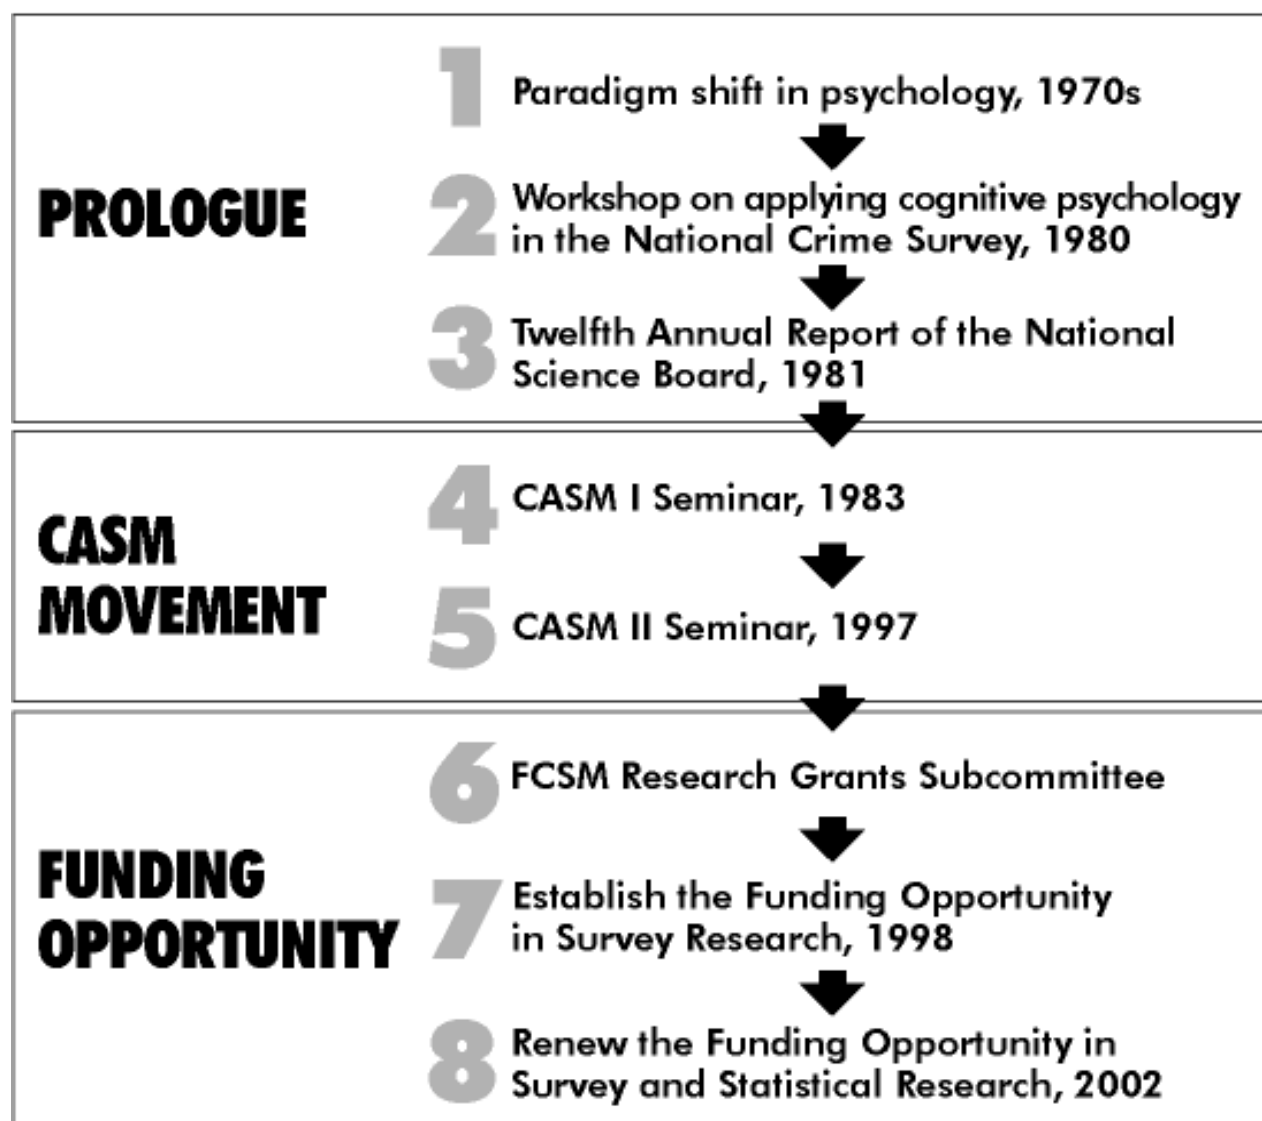 PROLOGUE
1 Paradigm shift in psychology, 1970s
2 Workshop on applying cognitive psychology
in the National Crime Survey, 1980
3 Twelfth Annual Report of the National
Science Board, 1981
CASM
MOVEMENT
4 CASM I Seminar, 1983
5 CASM II Seminar, 1997
FUNDING
OPPORTUNITY
6 FCSM Research Grants Subcommittee
7 Establish the Funding Opportunity
in Survey Research, 1998
8 Renew the Funding Opportunity in
Survey and Statistical Research, 2002